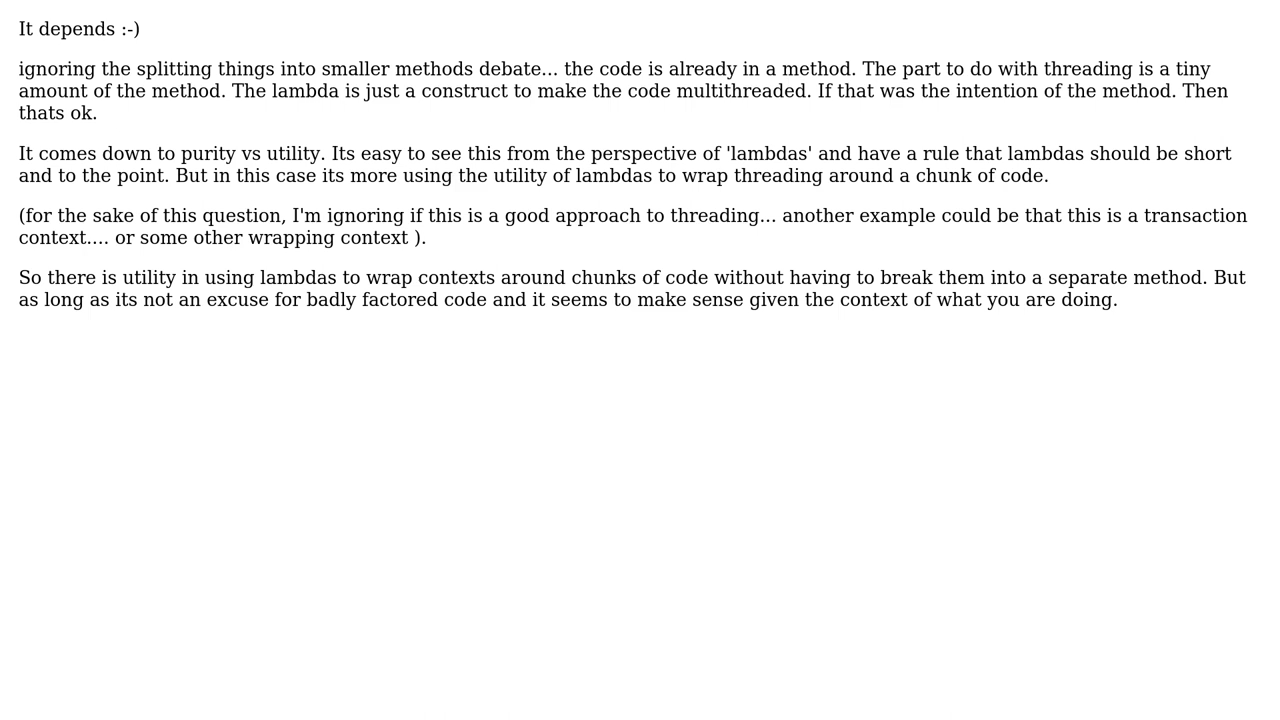 It depends :-)
ignoring the splitting things into smaller methods debate... the code is already in a method. The part to do with threading is a tiny
amount of the method. The lambda is just a construct to make the code multithreaded. If that was the intention of the method. Then
thats ok.
It comes down to purity vs utility. Its easy to see this from the perspective of 'lambdas' and have a rule that lambdas should be short
and to the point. But in this case its more using the utility of lambdas to wrap threading around a chunk of code.
(for the sake of this question, I'm ignoring if this is a good approach to threading... another example could be that this is a transaction
context.... or some other wrapping context ).
So there is utility in using lambdas to wrap contexts around chunks of code without having to break them into a separate method. But
as long as its not an excuse for badly factored code and it seems to make sense given the context of what you are doing.